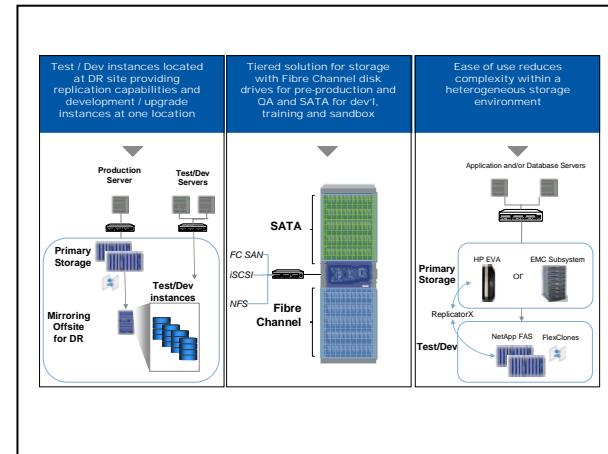 Test / Dev instances located
at DR site providing
replication capabilities and
development / upgrade
instances at one location
Production
Server
Test/Dev
Servers
Primary
Storage
Test/Dev
instances
Mirroring
Offsite
for DR
Tiered solution for storage
with Fibre Channel disk
drives for pre-production and
QA and SATA for dev'l,
training and sandbox
SATA
FC SAN
iSCSI
NFS
Fibre
Channel
Ease of use reduces
complexity within a
heterogeneous storage
environment
Application and/or Database Servers
Primary
Storage
HP EVA
or
EMC Subsystem
ReplicatorX
Test/Dev
NetApp FAS
FlexClones